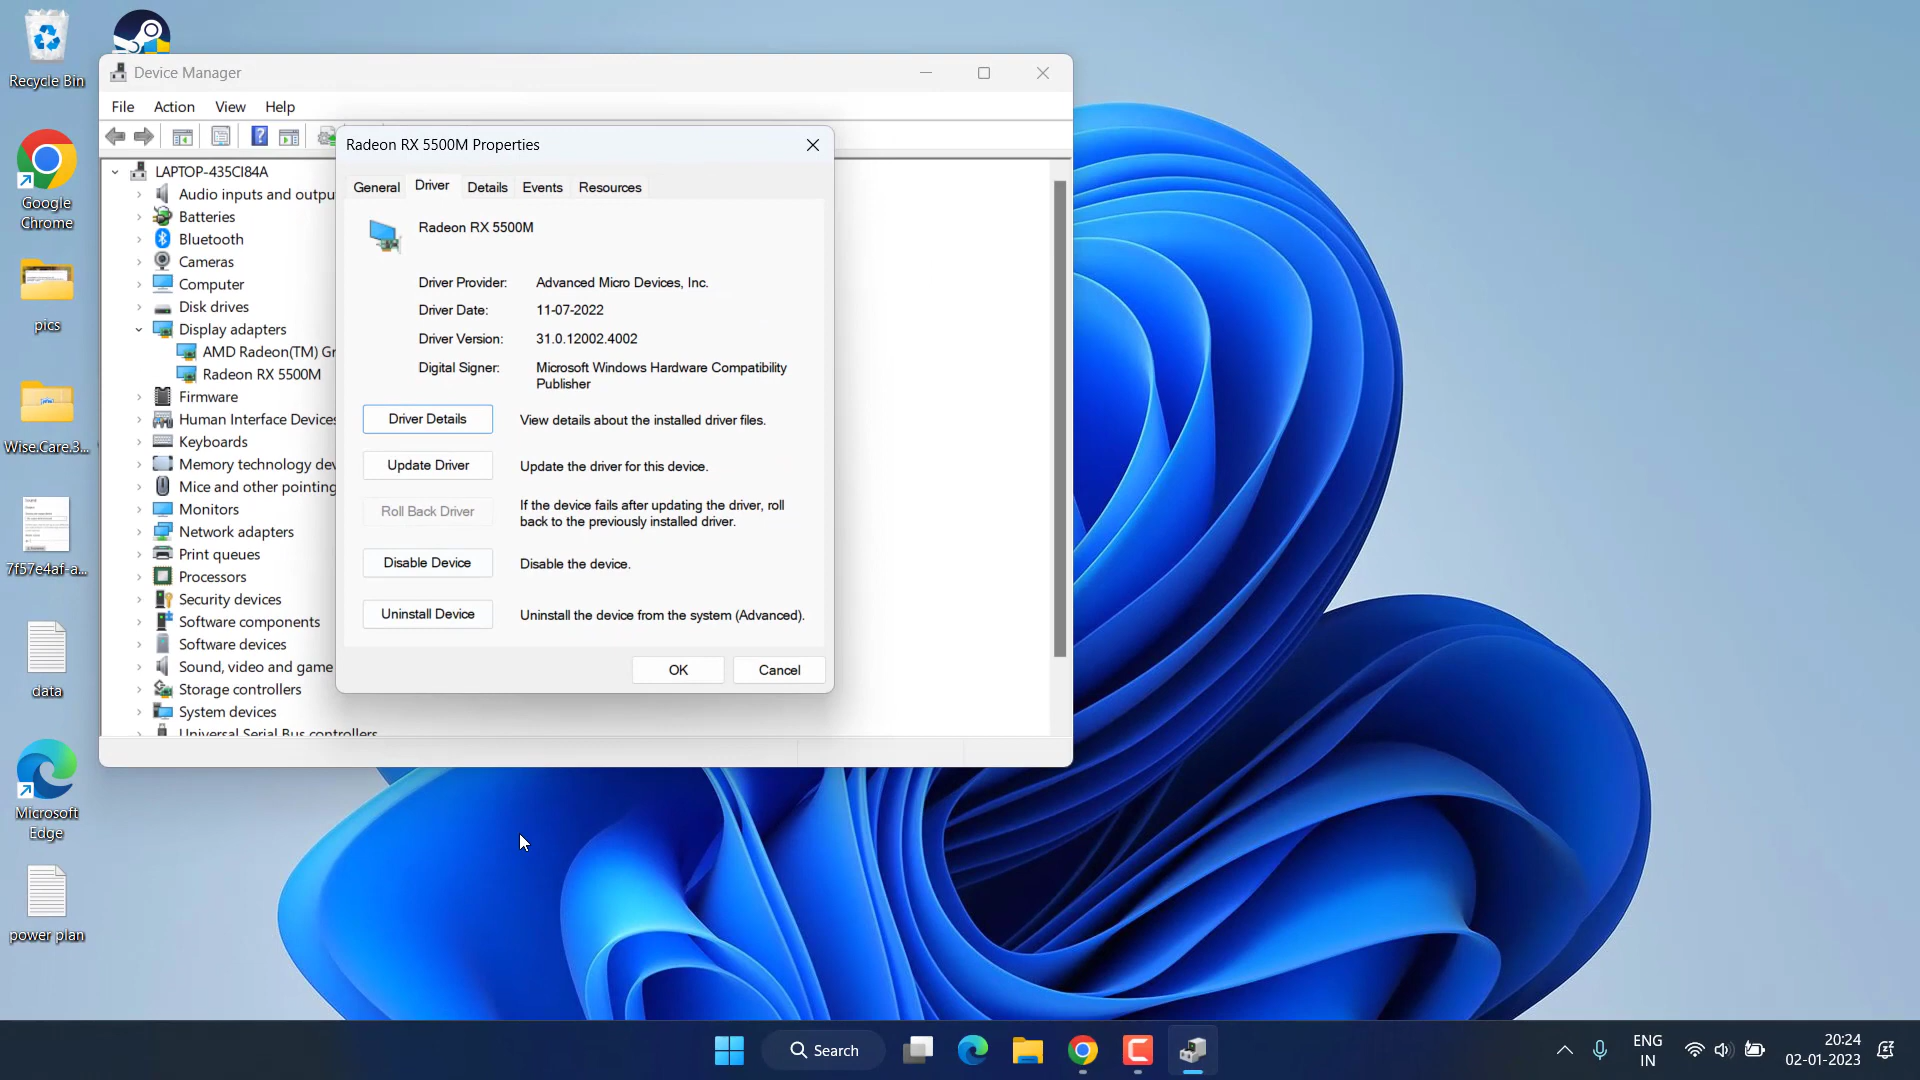 Recycle Bin
Google
Chrome
pics
Wise.Care.3...
7f57e4af-a...
data
Microsoft
Edge
power plan
Device Manager
File Action View Help
LAPTOP-435CI84A
Audio inputs and outpu
Batteries
Bluetooth
Cameras
Computer
Disk drives
Display adapters
AMD Radeon(TM) Gr
Radeon RX 5500M
Firmware
Human Interface Devices
Keyboards
Memory technology dev
Mice and other pointing
Monitors
Network adapters
Print queues
Processors
Security devices
Software components
Software devices
Sound, video and game
Storage controllers
System devices
Universal Serial Bus controllers
Radeon RX 5500M Properties
General Driver Details Events Resources
Radeon RX 5500M
Driver Provider: Advanced Micro Devices, Inc.
Driver Date: 11-07-2022
Driver Version: 31.0.12002.4002
Digital Signer: Microsoft Windows Hardware Compatibility
Publisher
Driver Details View details about the installed driver files.
Update Driver Update the driver for this device.
Roll Back Driver If the device fails after updating the driver, roll
back to the previously installed driver.
Disable Device Disable the device.
Uninstall Device Uninstall the device from the system (Advanced).
OK Cancel
Search
ENG
IN
20:24
02-01-2023